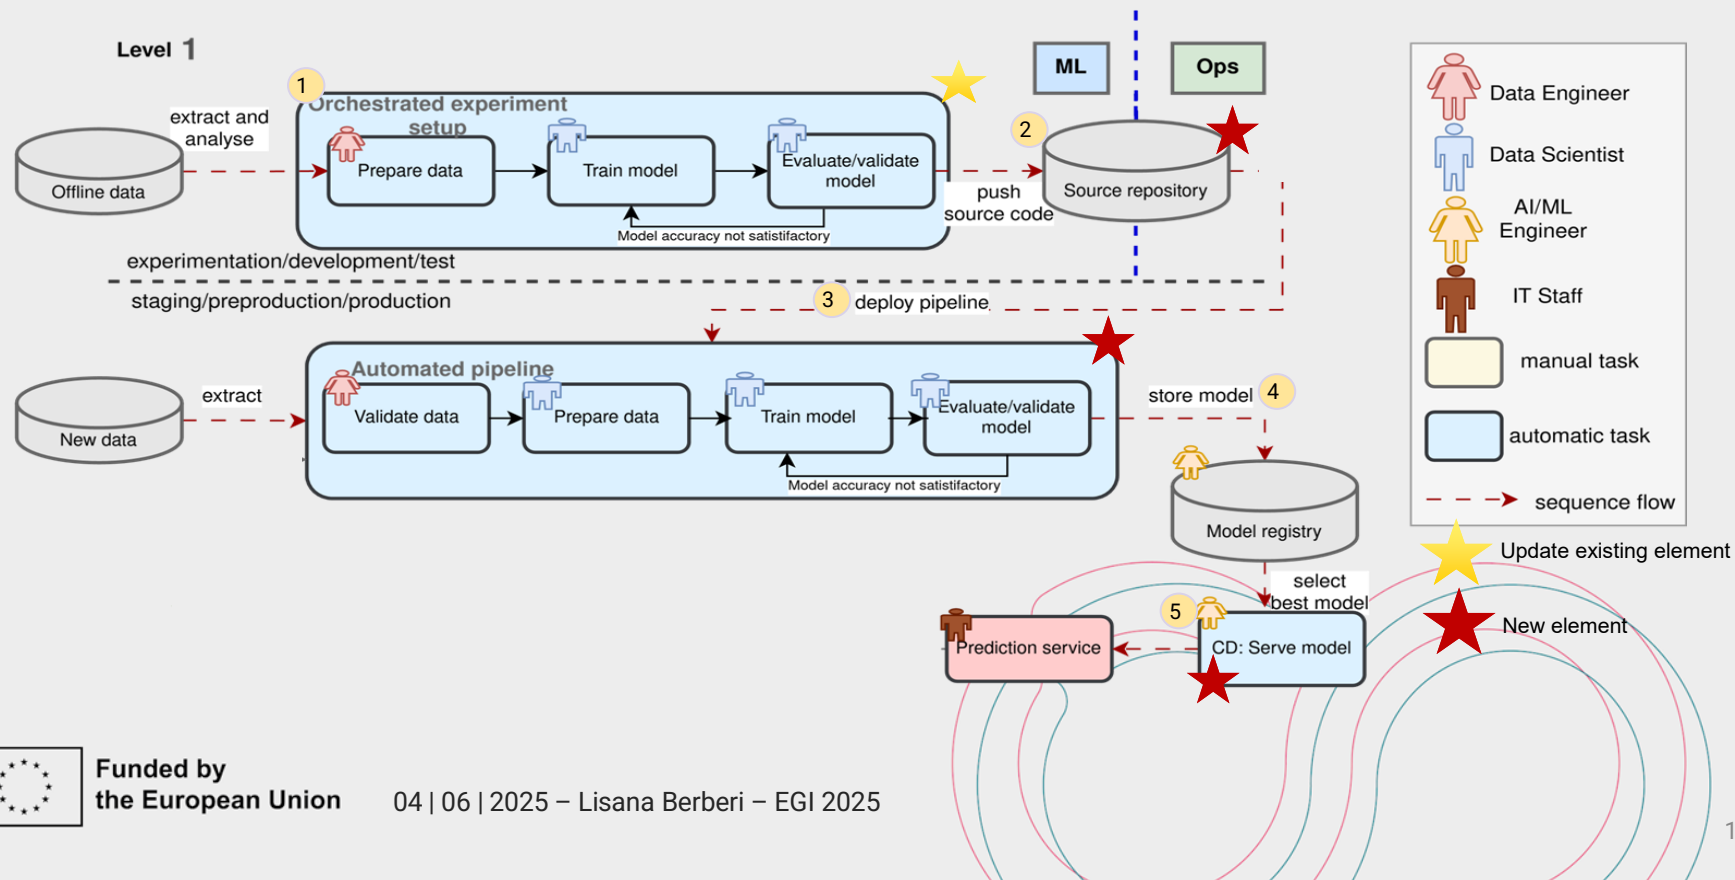 Level 1
ML
Ops
1
Orchestrated experiment
setup
extract and
analyse
Offline data
Prepare data
Train model
Evaluate/validate
model
Model accuracy not satistifactory
push
source code
2
Source repository
experimentation/development/test
staging/preproduction/production
3
deploy pipeline
Automated pipeline
New data
extract
Validate data
Prepare data
Train model
Evaluate/validate
model
Model accuracy not satistifactory
store model
4
Model registry
select
best model
5
CD: Serve model
Prediction service
Data Engineer
Data Scientist
AI/ML
Engineer
IT Staff
manual task
automatic task
sequence flow
Update existing element
New element
Funded by
the European Union
04 | 06 | 2025 – Lisana Berberi – EGI 2025
1